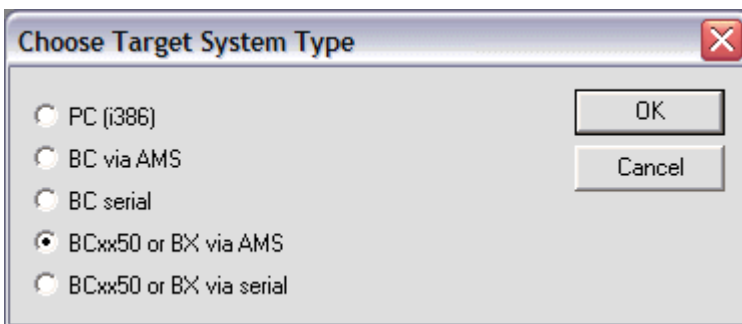 Choose Target System Type
PC (i386)
BC via AMS
BC serial
BCxx50 or BX via AMS
BCxx50 or BX via serial
OK
Cancel